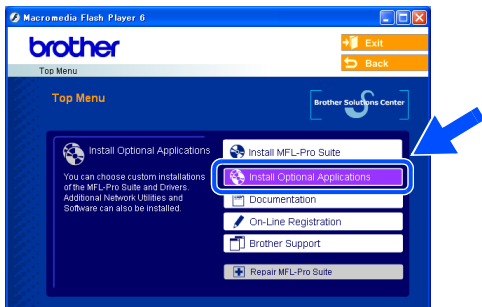 Macromedia Flash Player 6
brother
Exit
Back
Top Menu
Top Menu
Brother Solutions Center
Install Optional Applications
You can choose custom installations
of the MFL-Pro Suite and Drivers.
Additional Network Utilities and
Software can also be installed.
Install MFL-Pro Suite
Install Optional Applications
Documentation
On-Line Registration
Brother Support
Repair MFL-Pro Suite